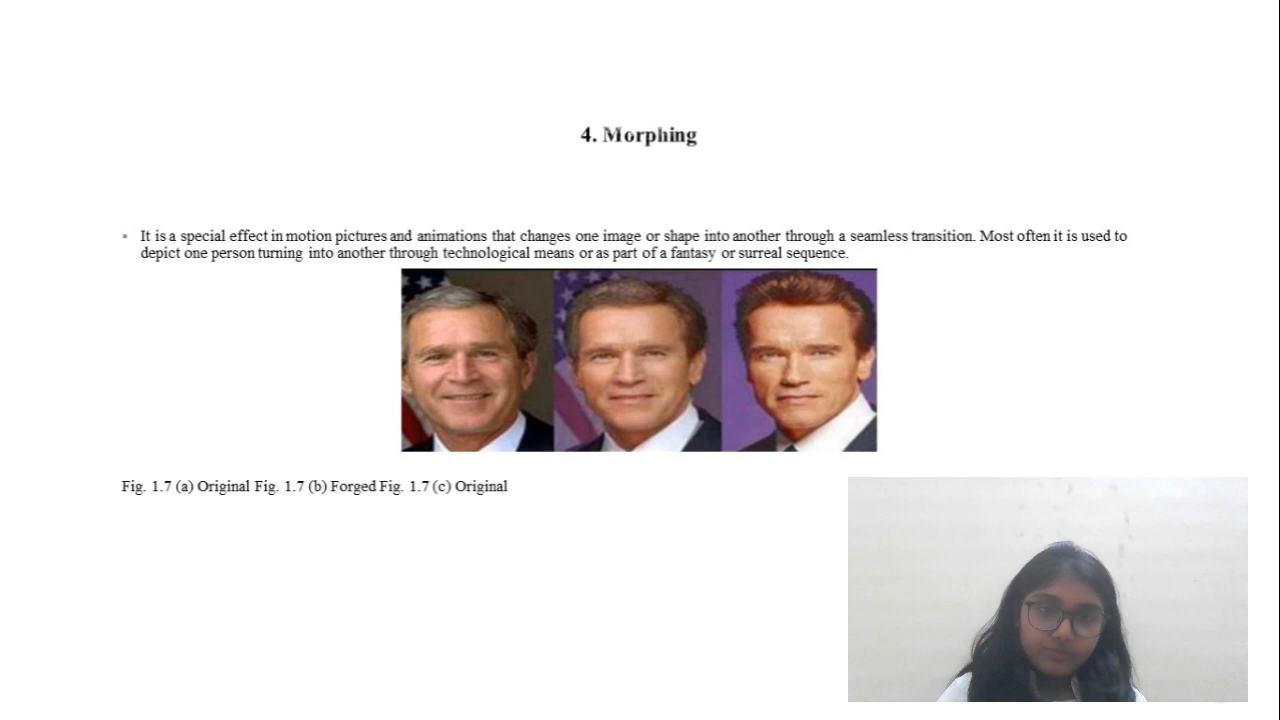 4. Morphing
It is a special effect in motion pictures and animations that changes one image or shape into another through a seamless transition. Most often it is used to
depict one person turning into another through technological means or as part of a fantasy or surreal sequence.
Fig. 1.7 (a) Original Fig. 1.7 (b) Forged Fig. 1.7 (c) Original